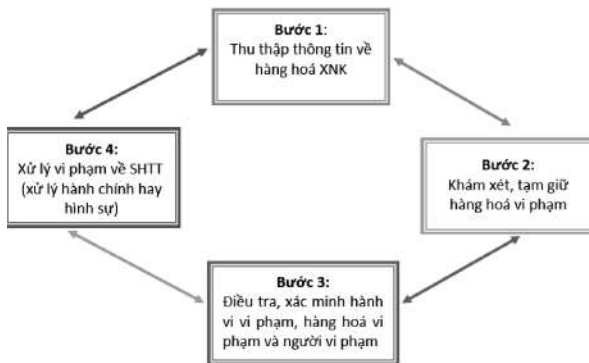 Bước 1:
Thu thập thông tin về
hàng hoá XNK
Bước 2:
Khám xét, tạm giữ
hàng hoá vi phạm
Bước 3:
Điều tra, xác minh hành
vi vi phạm, hàng hoá vi
phạm và người vi phạm
Bước 4:
Xử lý vi phạm về SHTT
(xử lý hành chính hay
hình sự)